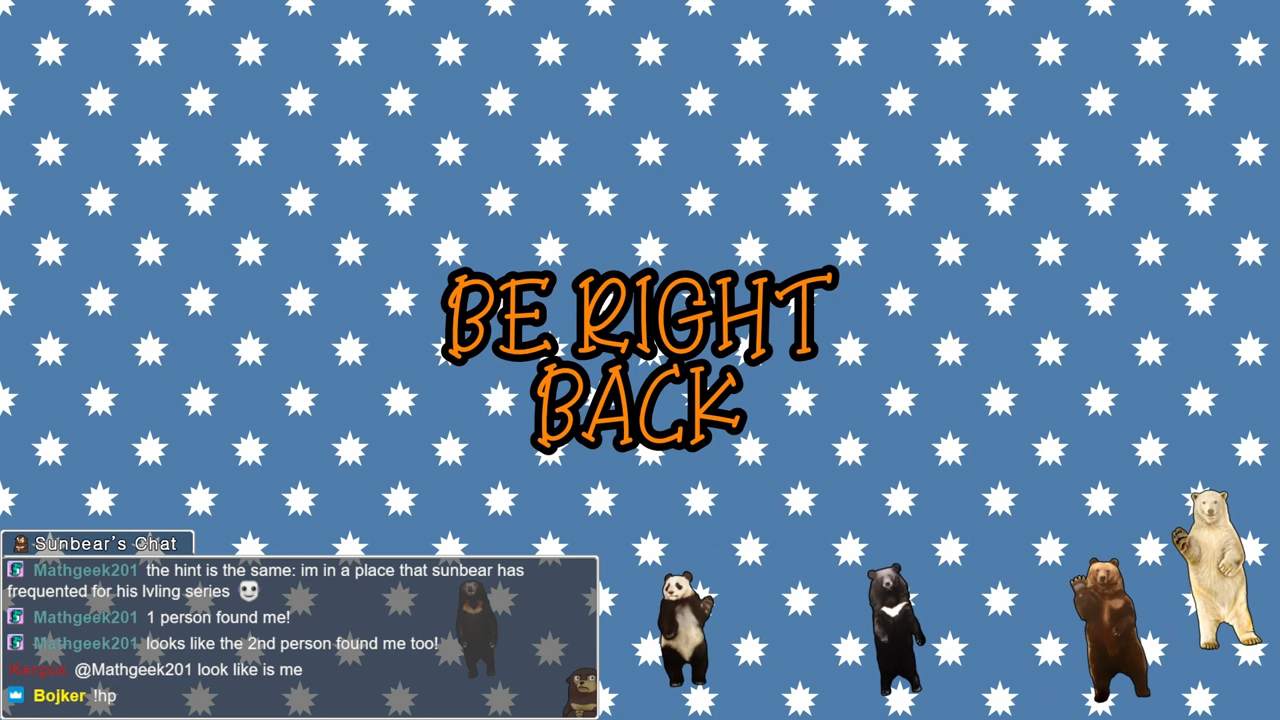 BE RIGHT
BACK
Sunbear's Chat
Mathgeek201 the hint is the same: im in a place that sunbear has
frequented for his lvling series
Mathgeek201 1 person found me!
Mathgeek201 looks like the 2nd person found me too!
Kergux @Mathgeek201 look like is me
Bojker !hp